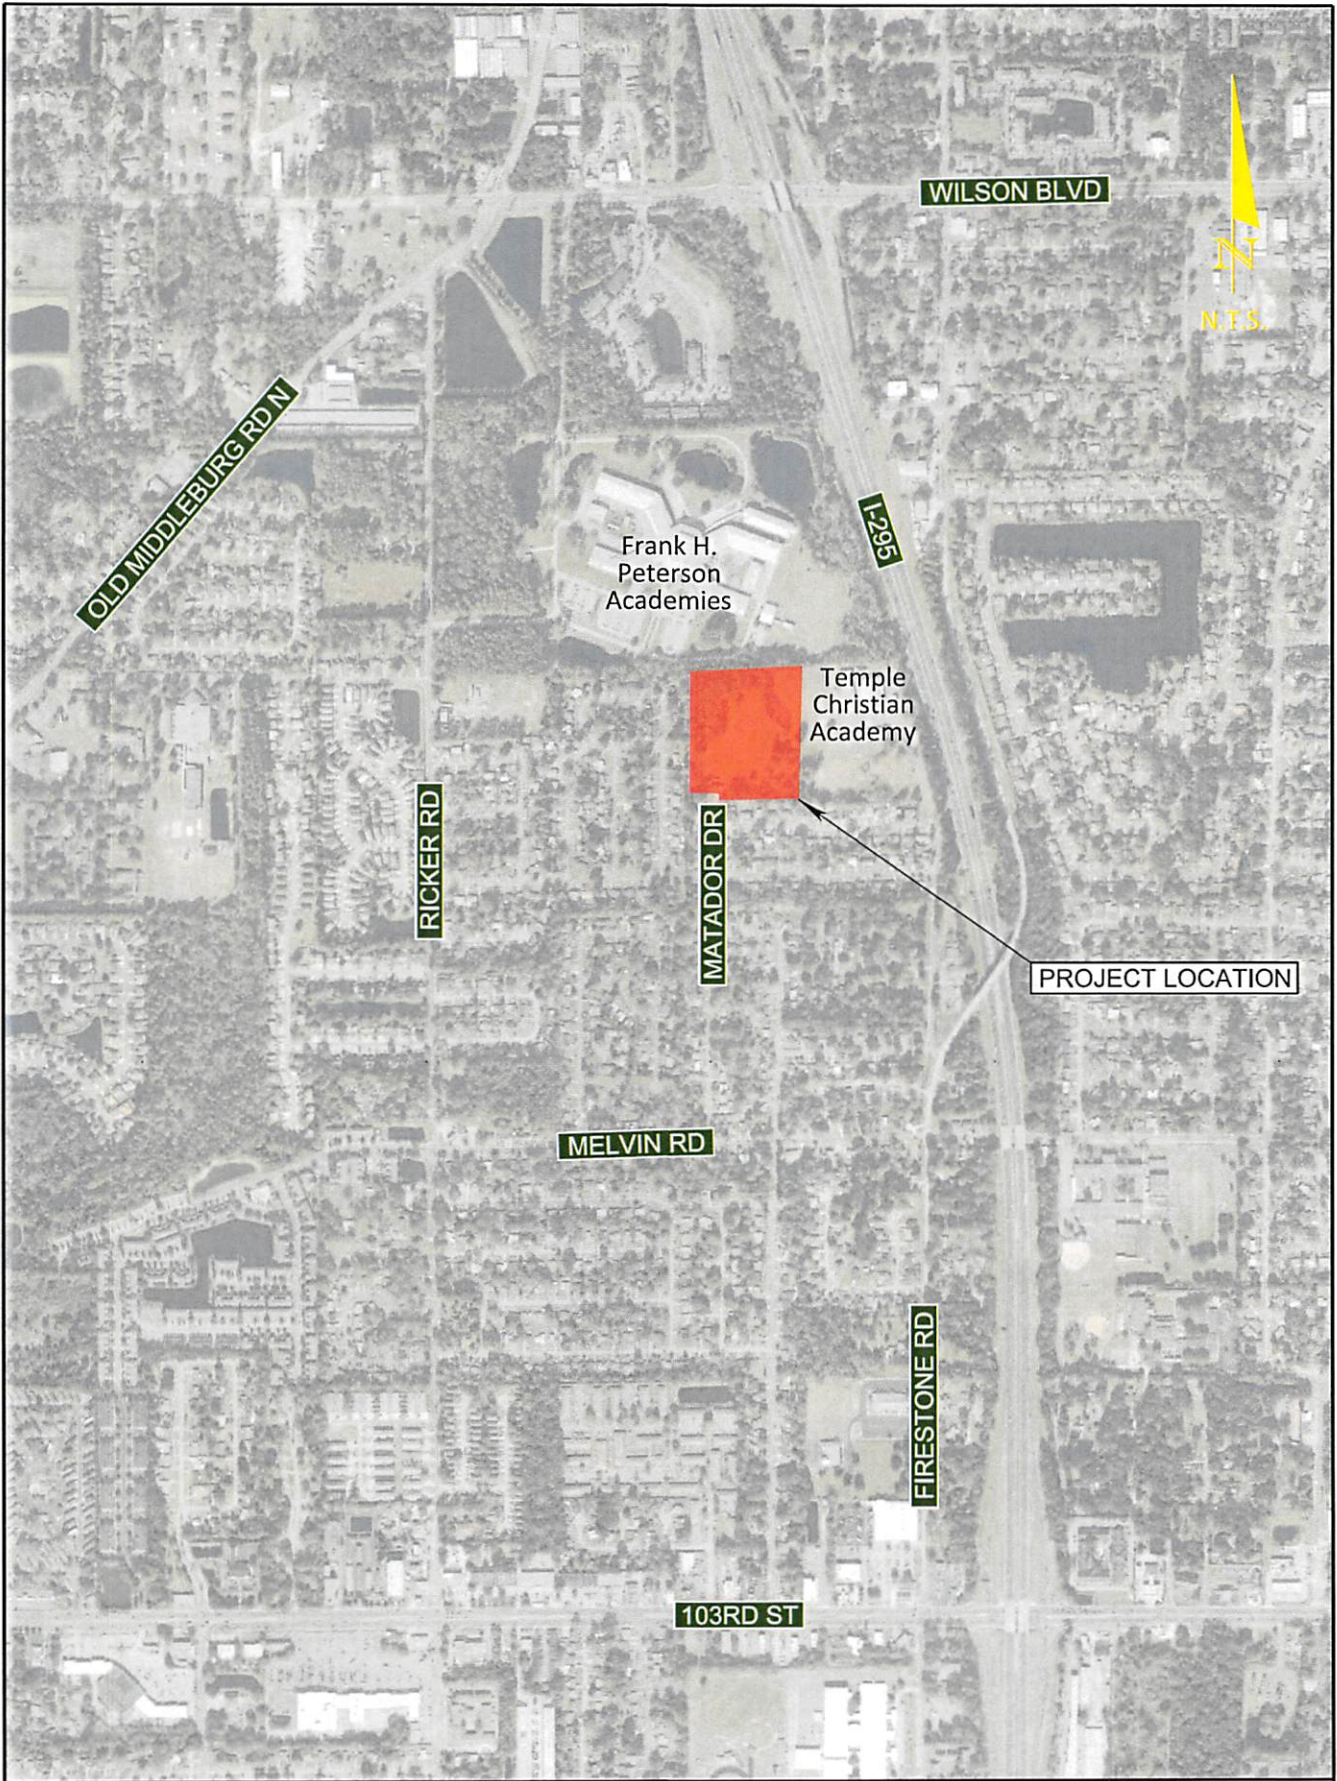 WILSON BLVD
N
N.T.S.
OLD MIDDLEBURG RD N
I-295
Frank H.
Peterson
Academies
Temple
Christian
Academy
RICKER RD
MATADOR DR
PROJECT LOCATION
MELVIN RD
FIRESTONE RD
103RD ST